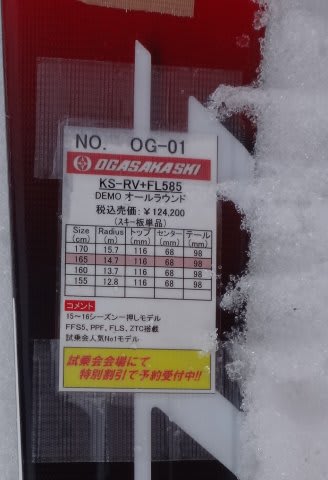 NO. OG-01
OGASAKA SKI
KS-RV+FL585
DEMO オールラウンド
税込売価：￥124,200
(スキー板単品)
Size (cm) Radius (m) トップ (mm) センター (mm) テール (mm)
170 15.7 116 68 98
165 14.7 116 68 98
160 13.7 116 68 98
155 12.8 116 68 98
コメント
15～16シーズン一押しモデル
FFS5、PPF、FLS、ZTC搭載
試乗会人気No1モデル
試乗会会場にて
特別割引で予約受付中!!